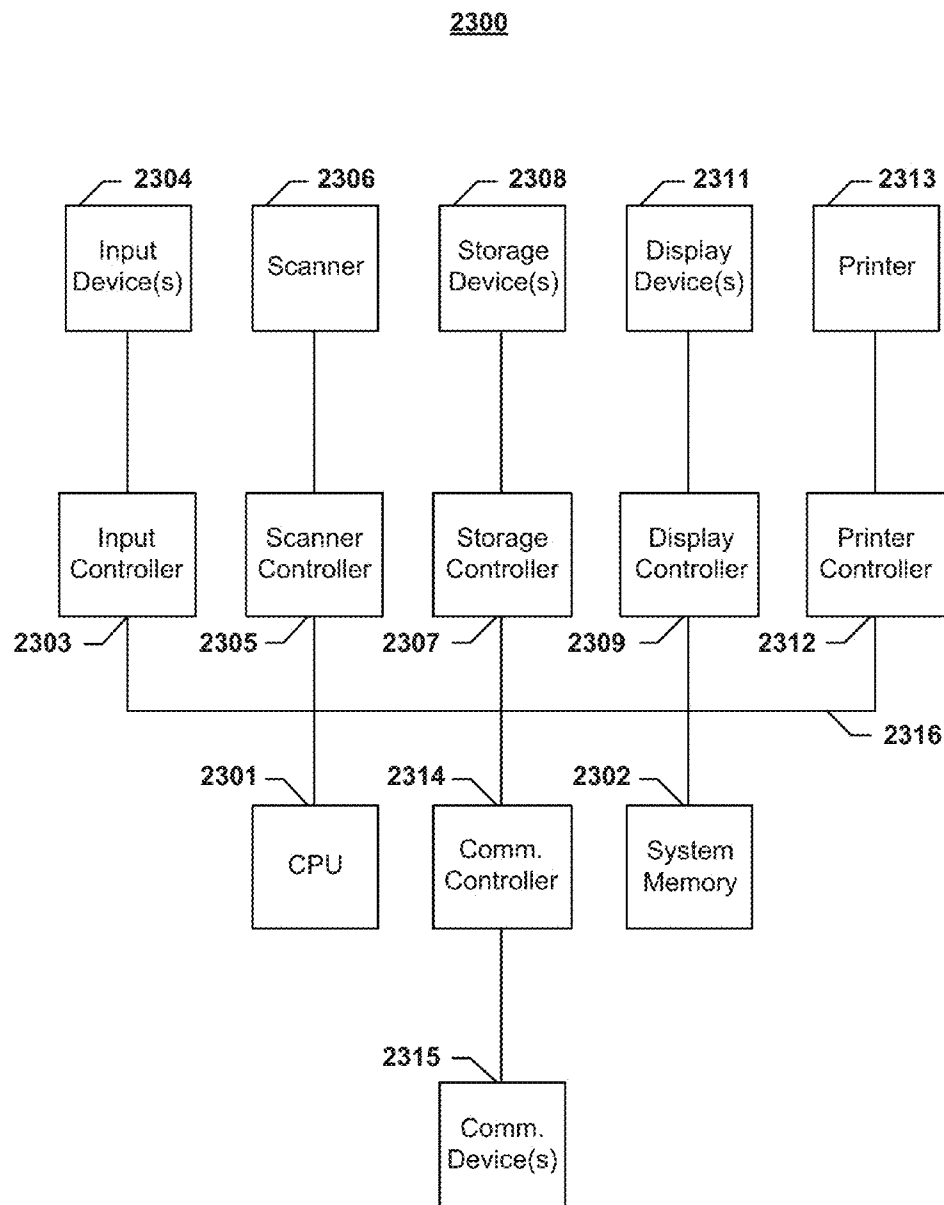 2300
2304
2306
2308
2311
2313
Input
Device(s)
Scanner
Storage
Device(s)
Display
Device(s)
Printer
Input
Controller
Scanner
Controller
Storage
Controller
Display
Controller
Printer
Controller
2303
2305
2307
2309
2312
2316
2301
2314
2302
CPU
Comm.
Controller
System
Memory
2315
Comm.
Device(s)